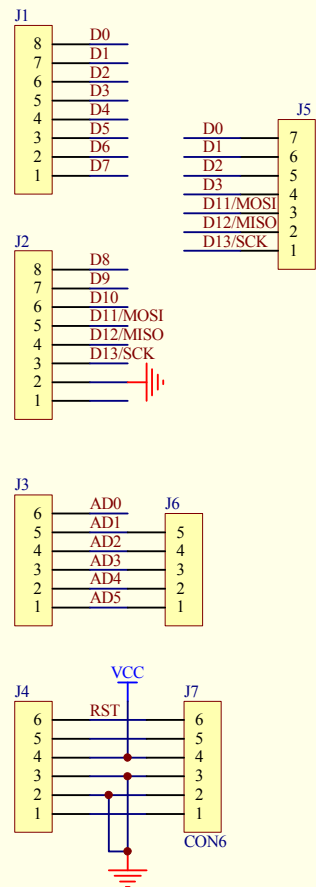 J1
8 D0
7 D1
6 D2
5 D3
4 D4
3 D5
2 D6
1 D7
J5
D0 7
D1 6
D2 5
D3 4
D11/MOSI 3
D12/MISO 2
D13/SCK 1
J2
8 D8
7 D9
6 D10
5 D11/MOSI
4 D12/MISO
3 D13/SCK
2
1
J3 J6
6 AD0
5 AD1 5
4 AD2 4
3 AD3 3
2 AD4 2
1 AD5 1
VCC
J4 J7
6 RST 6
5 5
4 4
3 3
2 2
1 1
CON6